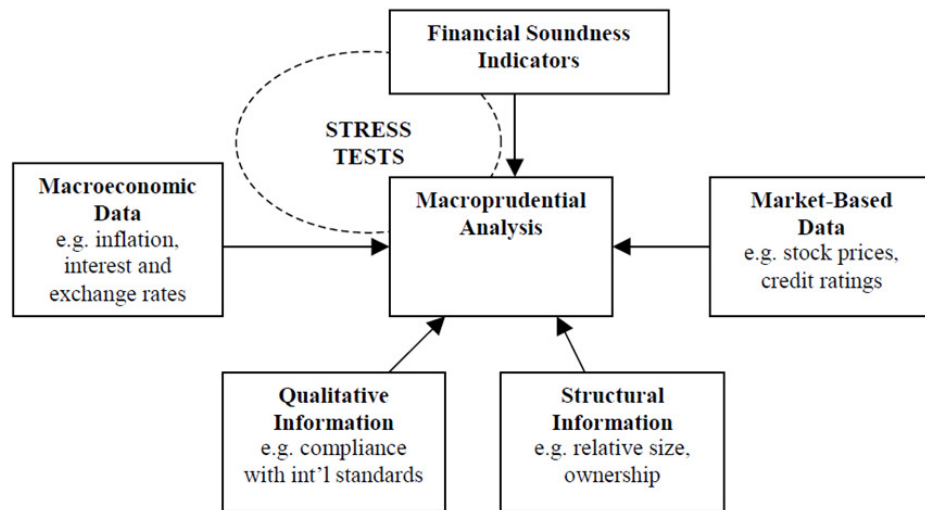 Financial Soundness
Indicators
STRESS
TESTS
Macroeconomic
Data
e.g. inflation,
interest and
exchange rates
Macroprudential
Analysis
Market-Based
Data
e.g. stock prices,
credit ratings
Qualitative
Information
e.g. compliance
with int'l standards
Structural
Information
e.g. relative size,
ownership